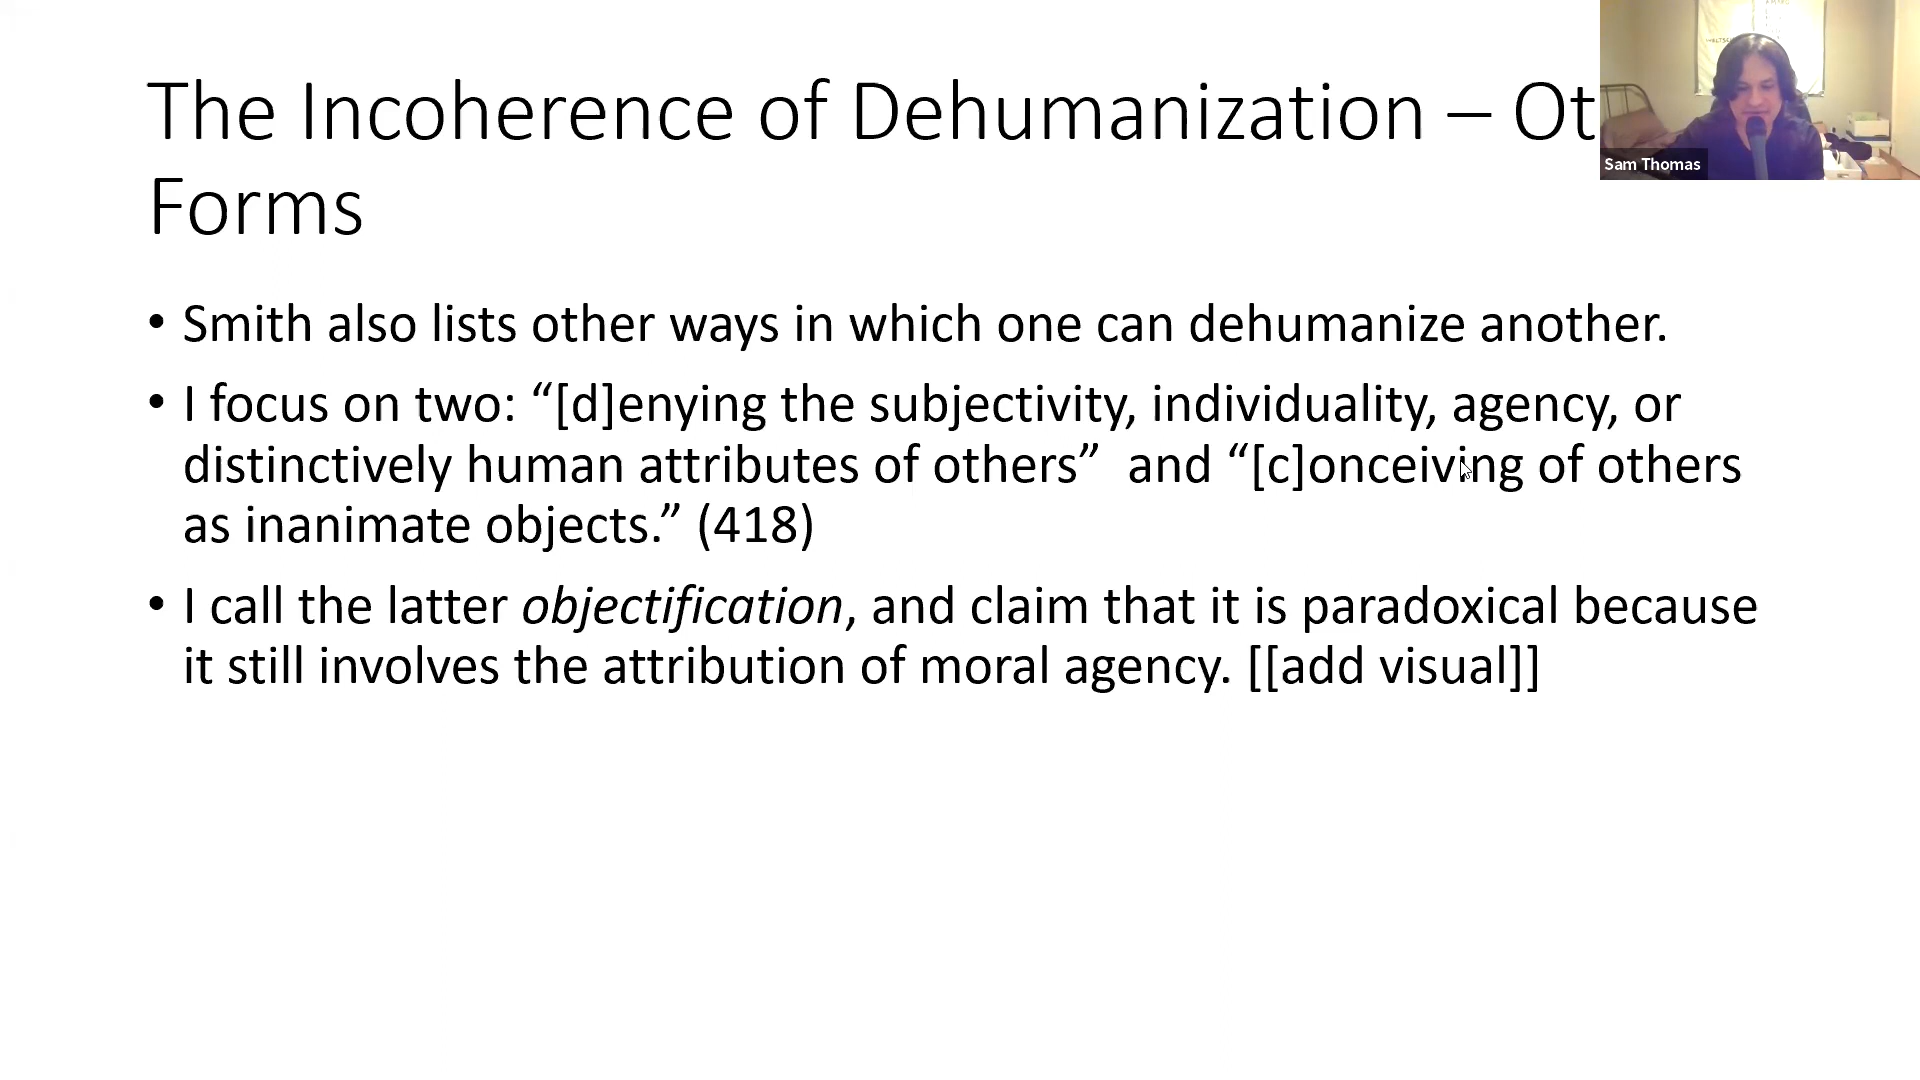 The Incoherence of Dehumanization – Ot
Forms
• Smith also lists other ways in which one can dehumanize another.
• I focus on two: “[d]enying the subjectivity, individuality, agency, or
distinctively human attributes of others”  and “[c]onceiving of others
as inanimate objects.” (418)
• I call the latter objectification, and claim that it is paradoxical because
it still involves the attribution of moral agency. [[add visual]]
Sam Thomas